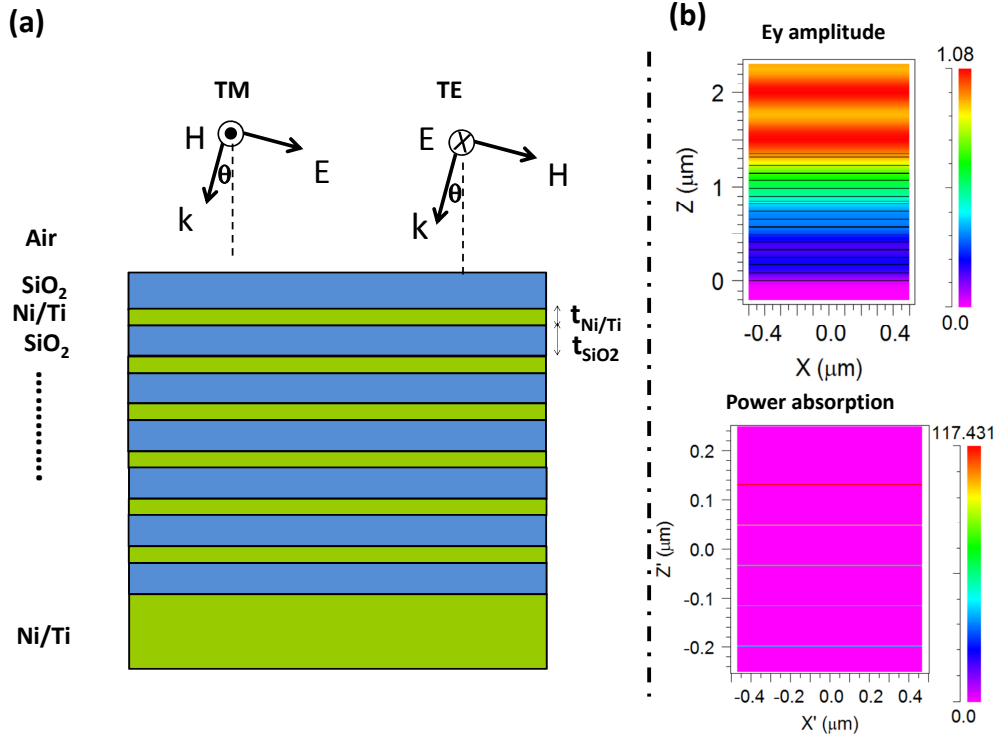 (a)
TM
TE
H
θ
E
k
E
θ
H
k
Air
SiO₂
Ni/Ti
SiO₂
Ni/Ti
t_Ni/Ti
t_SiO2
(b)
Ey amplitude
1.08
2
1
0
Z (μm)
-0.4
0.0
0.4
X (μm)
0.0
Power absorption
117.431
0.2
0.1
0.0
-0.1
-0.2
Z' (μm)
-0.4 -0.2 0.0 0.2 0.4
X' (μm)
0.0